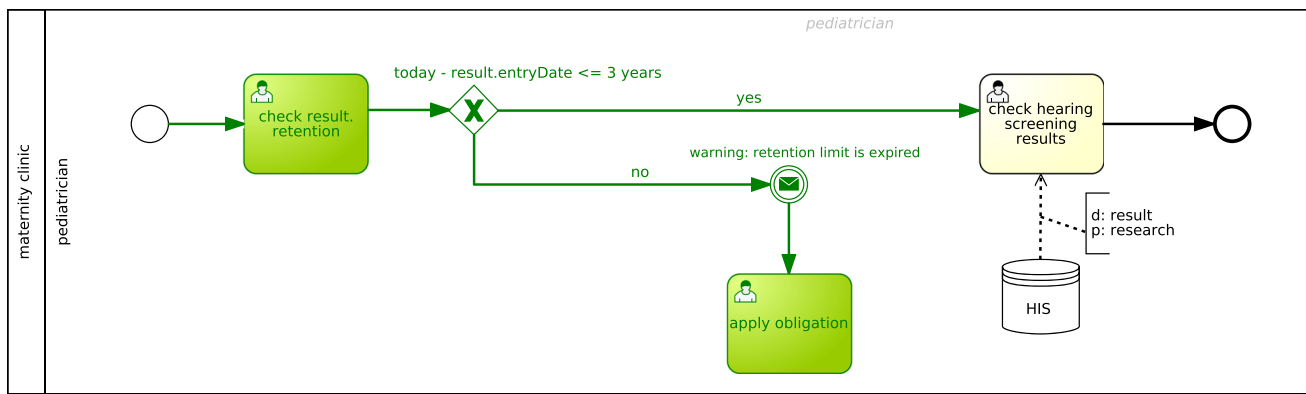 pediatrician
maternity clinic
pediatrician
today - result.entryDate <= 3 years
check result.
retention
X
yes
no
warning: retention limit is expired
apply obligation
check hearing
screening
results
d: result
p: research
HIS